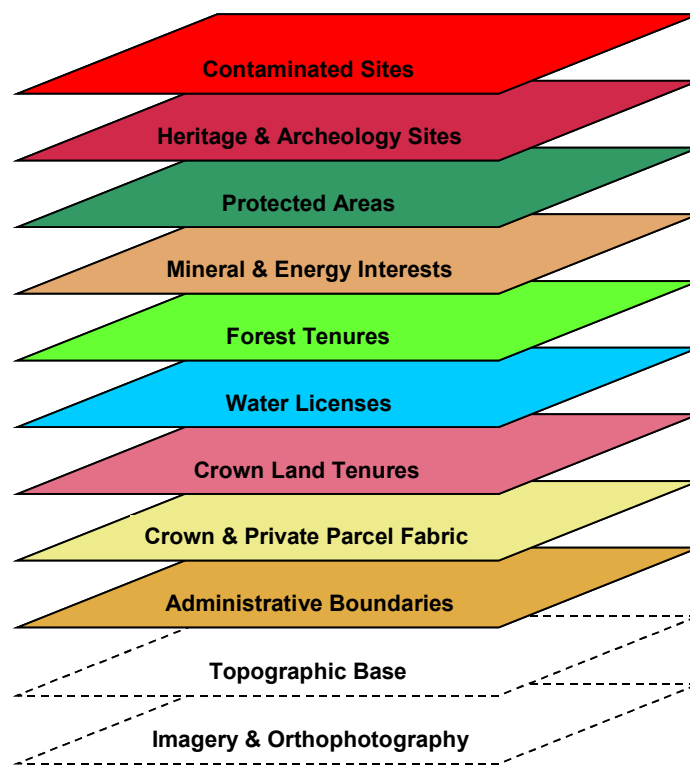 Contaminated Sites
Heritage & Archeology Sites
Protected Areas
Mineral & Energy Interests
Forest Tenures
Water Licenses
Crown Land Tenures
Crown & Private Parcel Fabric
Administrative Boundaries
Topographic Base
Imagery & Orthophotography